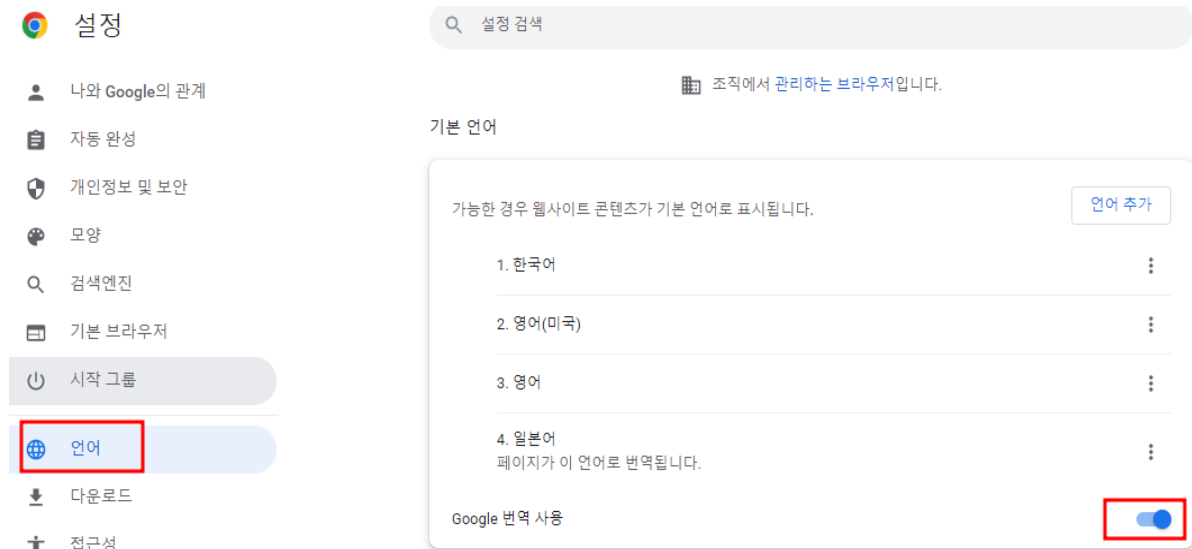 설정
설정 검색
나와 Google의 관계
자동 완성
개인정보 및 보안
모양
검색엔진
기본 브라우저
시작 그룹
언어
다운로드
접근성
조직에서 관리하는 브라우저입니다.
기본 언어
가능한 경우 웹사이트 콘텐츠가 기본 언어로 표시됩니다.
언어 추가
1. 한국어
2. 영어(미국)
3. 영어
4. 일본어
페이지가 이 언어로 번역됩니다.
Google 번역 사용